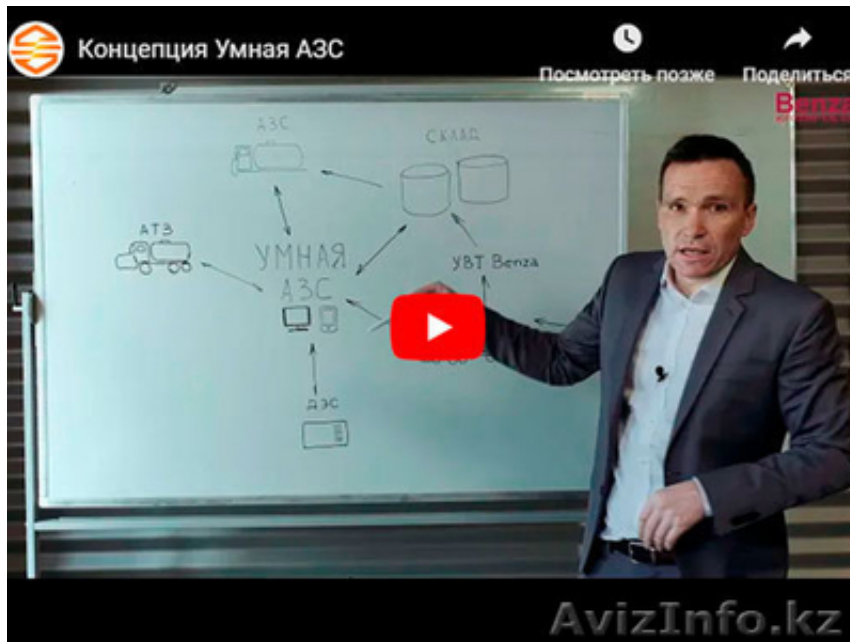 Концепция Умная АЗС
Посмотреть позже
Поделиться
Benza
АЗС
СКЛАД
АТЗ
УМНАЯ
АЗС
УВТ Benza
ДЭС
AvizInfo.kz